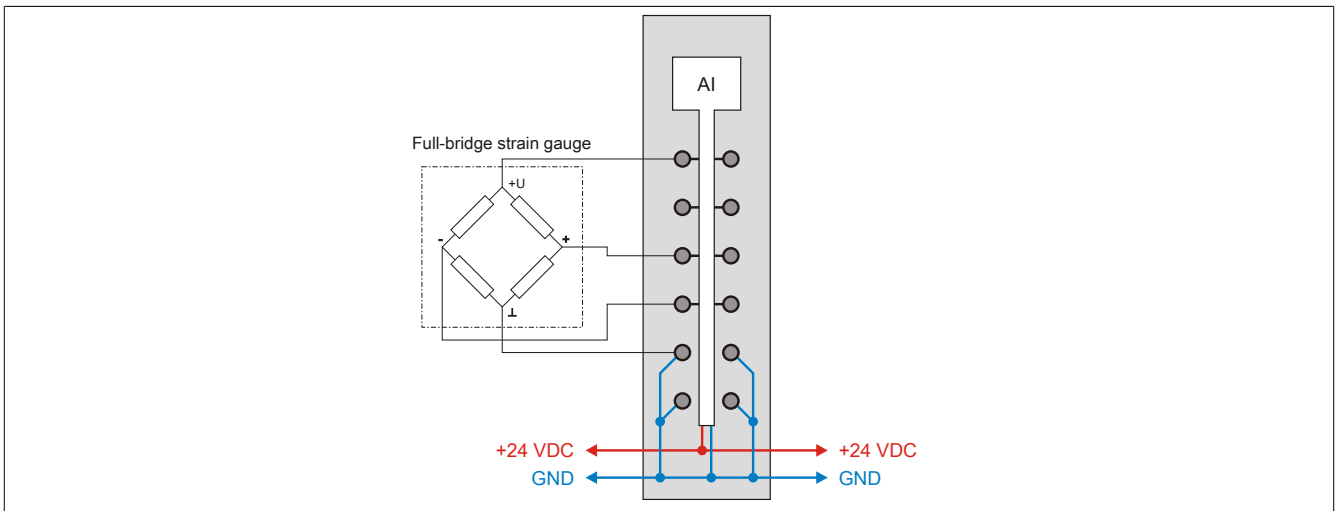 AI
Full-bridge strain gauge
+U
- +
⊥
+24 VDC +24 VDC
GND GND